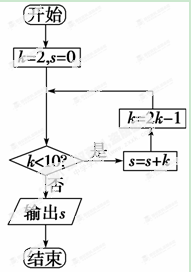 开始
k=2,s=0
k=2k-1
k<10?
是
s=s+k
否
输出s
结束